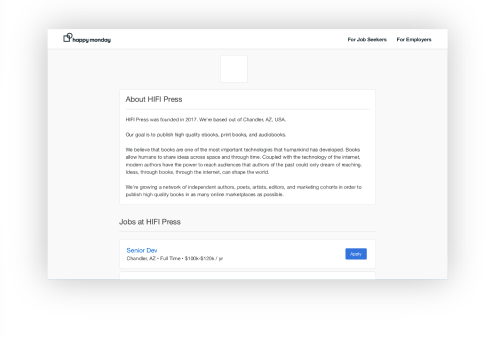 happy monday
For Job Seekers For Employers
About HIFI Press
HIFI Press was founded in 2017. We're based out of Chandler, AZ, USA.
Our goal is to publish high quality ebooks, print books, and audiobooks.
We believe that books are one of the most important technologies that humankind has developed. Books
allow humans to share ideas across space and through time. Coupled with the technology of the internet,
modern authors have the power to reach audiences that authors of the past could only dream of reaching.
Ideas, through books, through the internet, can shape the world.
We're growing a network of independent authors, poets, artists, editors, and marketing cohorts in order to
publish high quality books in as many online marketplaces as possible.
Jobs at HIFI Press
Senior Dev
Chandler, AZ • Full Time • $100k-$120k / yr
Apply